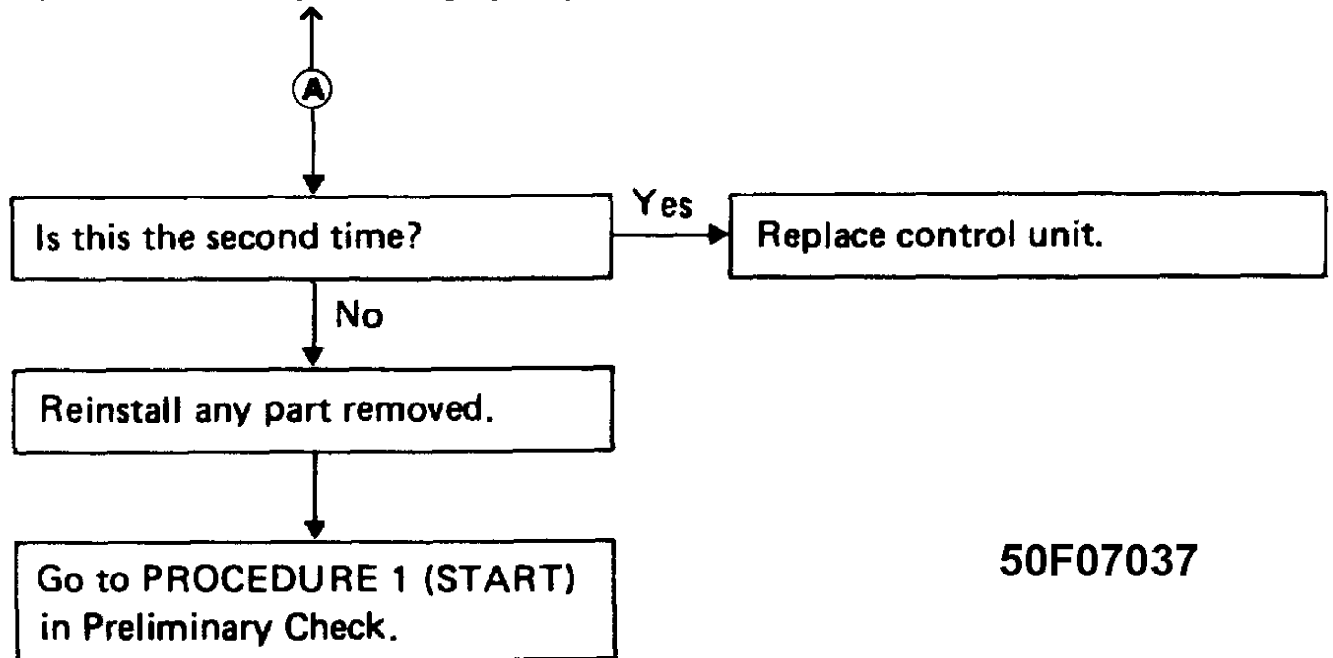 A
Is this the second time?
Yes
Replace control unit.
No
Reinstall any part removed.
Go to PROCEDURE 1 (START)
in Preliminary Check.
50F07037